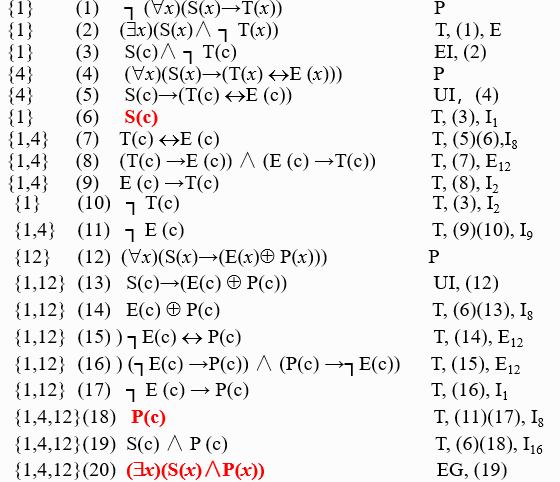 {1} (1) ┓(∀x)(S(x)→T(x)) P
{1} (2) (∃x)(S(x)∧┓T(x)) T, (1), E
{1} (3) S(c)∧┓T(c) EI, (2)
{4} (4) (∀x)(S(x)→(T(x)↔E (x))) P
{4} (5) S(c)→(T(c)↔E (c)) UI, (4)
{1} (6) S(c) T, (3), I₁
{1,4} (7) T(c)↔E (c) T, (5)(6),I₈
{1,4} (8) (T(c)→E (c)) ∧ (E (c)→T(c)) T, (7), E₁₂
{1,4} (9) E (c)→T(c) T, (8), I₂
{1} (10) ┓T(c) T, (3), I₂
{1,4} (11) ┓E (c) T, (9)(10), I₉
{12} (12) (∀x)(S(x)→(E(x)⊕ P(x))) P
{1,12} (13) S(c)→(E(c) ⊕ P(c)) UI, (12)
{1,12} (14) E(c) ⊕ P(c) T, (6)(13), I₈
{1,12} (15) ) ┓E(c) ↔ P(c) T, (14), E₁₂
{1,12} (16) ) (┓E(c) →P(c)) ∧ (P(c) →┓E(c)) T, (15), E₁₂
{1,12} (17) ┓E (c) → P(c) T, (16), I₁
{1,4,12} (18) P(c) T, (11)(17), I₈
{1,4,12} (19) S(c) ∧ P (c) T, (6)(18), I₁₆
{1,4,12} (20) (∃x)(S(x)∧P(x)) EG, (19)